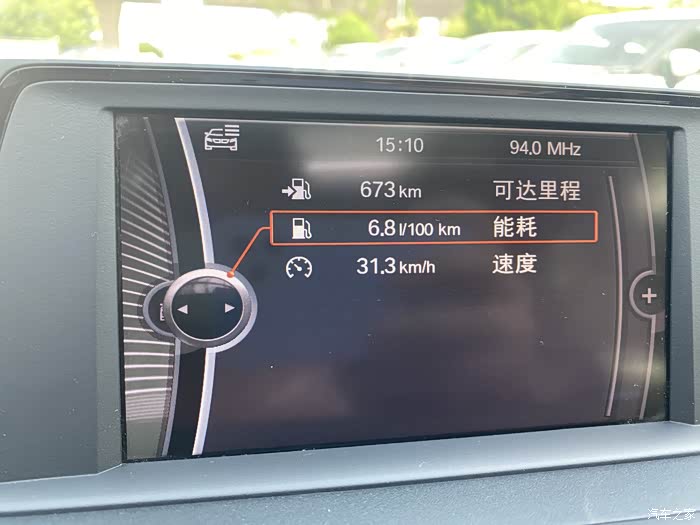 15:10 94.0 MHz
673 km 可达里程
6.8 l/100 km 能耗
31.3 km/h 速度
+
汽车之家